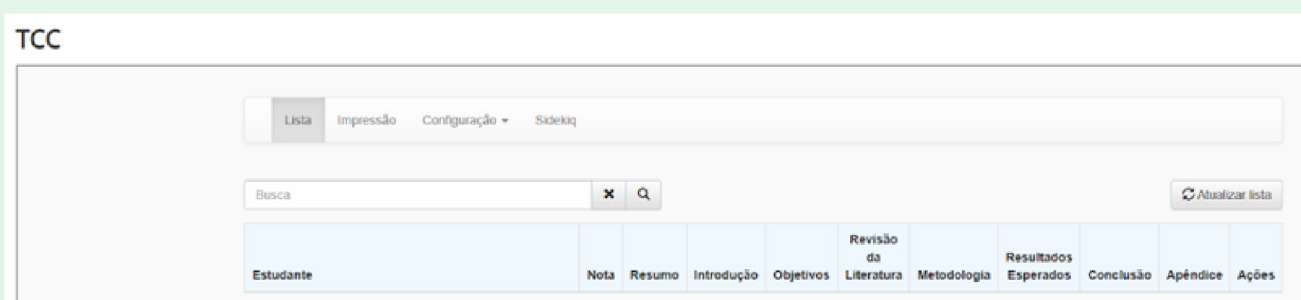 TCC
Lista Impressão Configuração Sidekiq
Busca Atualizar lista
Estudante Nota Resumo Introdução Objetivos Revisão da Literatura Metodologia Resultados Esperados Conclusão Apêndice Ações